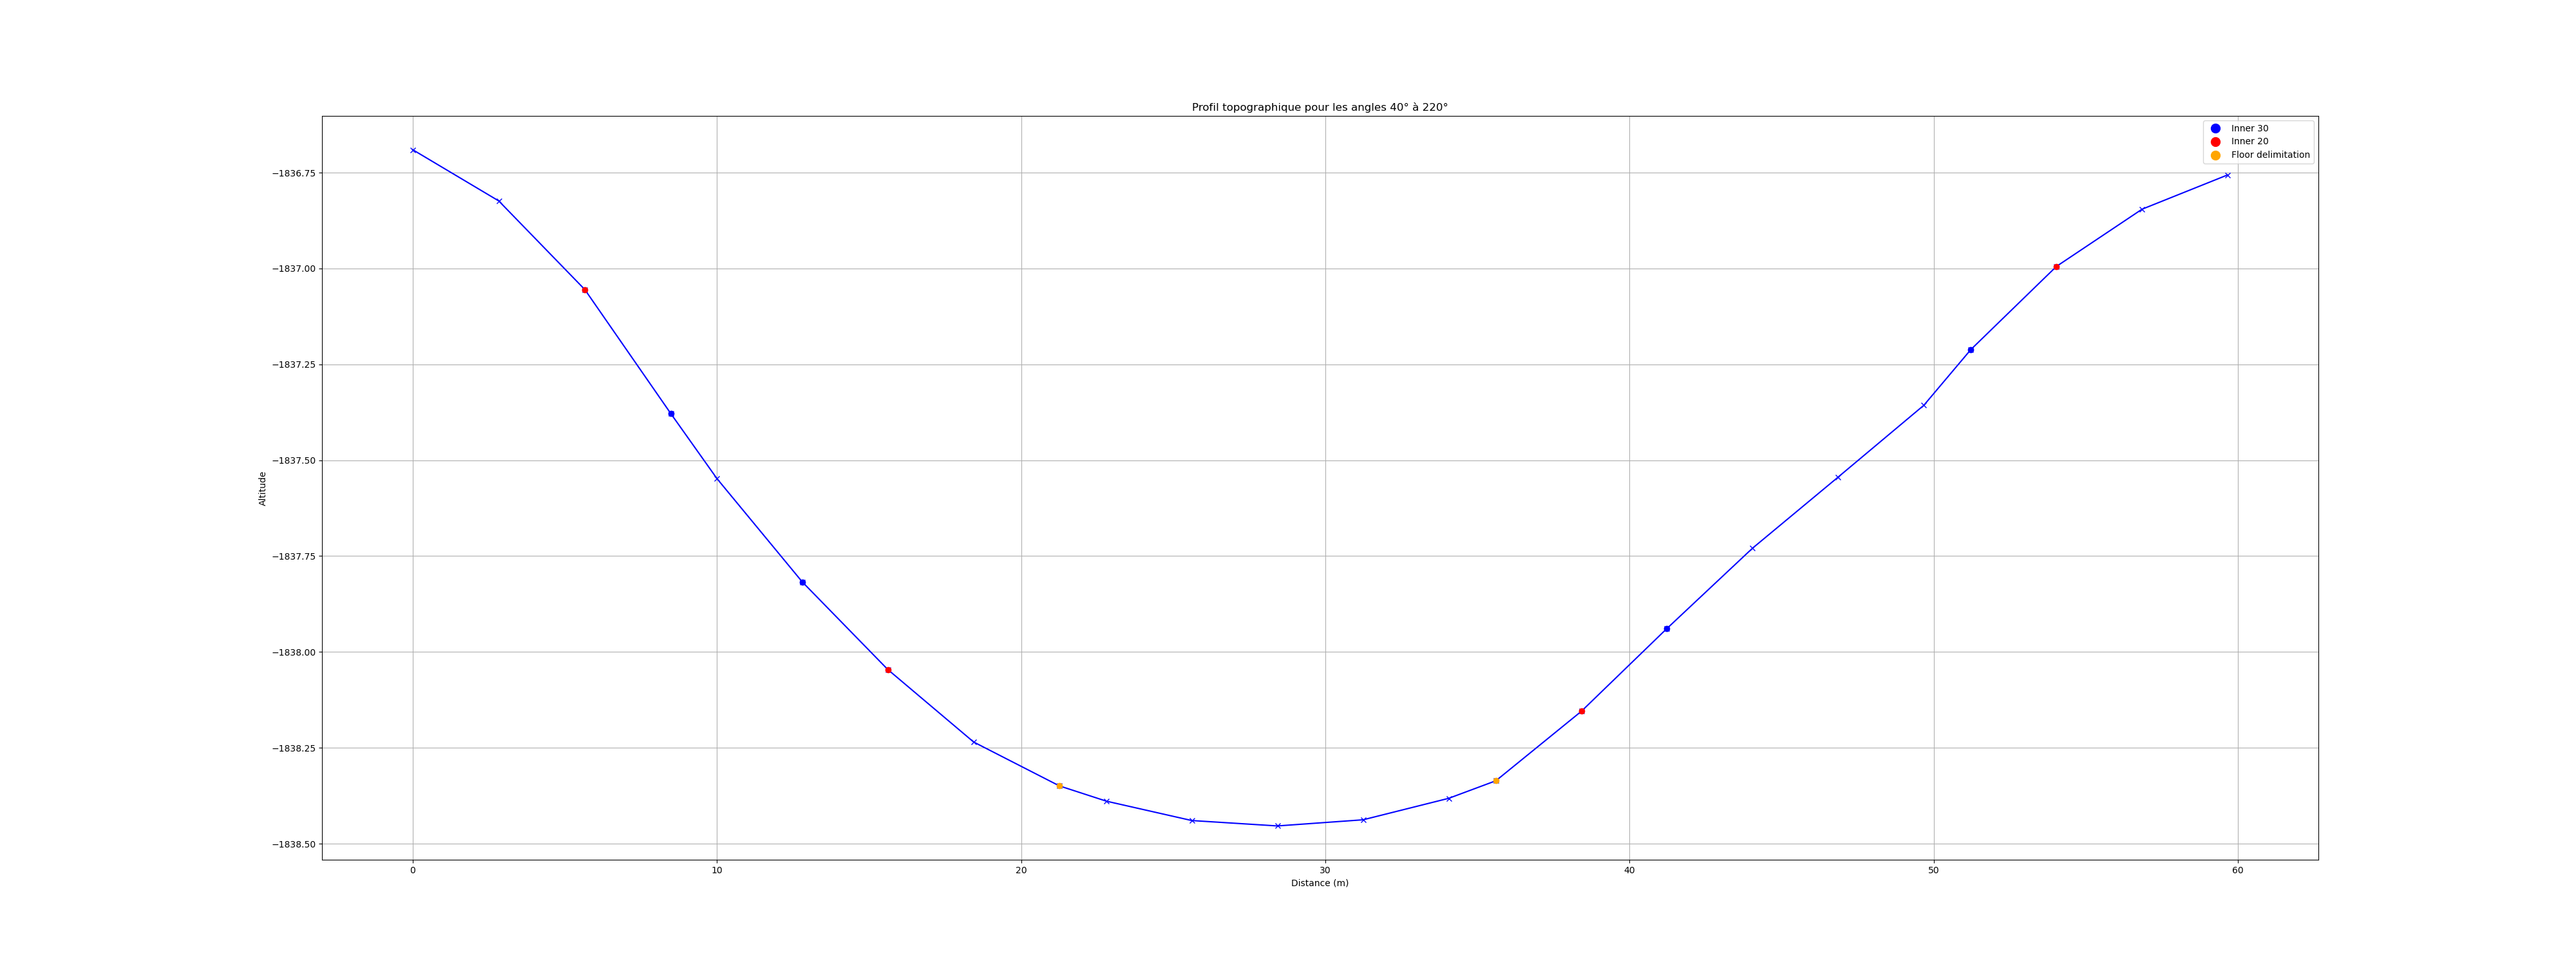 Profil topographique pour les angles 40° à 220°
Inner 30
Inner 20
Floor delimitation
−1836.75
−1837.00
−1837.25
−1837.50
−1837.75
−1838.00
−1838.25
−1838.50
Altitude
0 10 20 30 40 50 60
Distance (m)